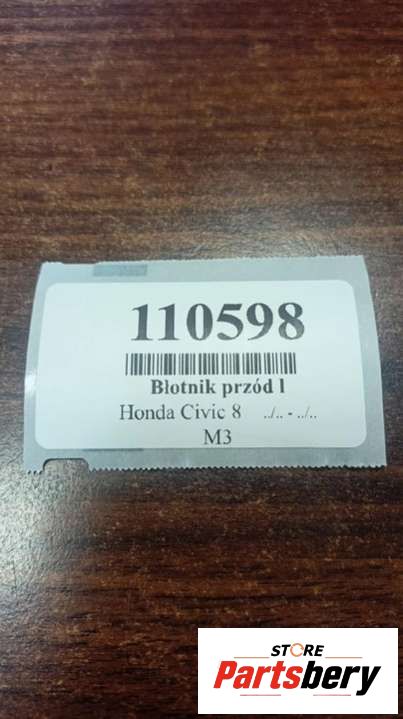 110598
Błotnik przód l
Honda Civic 8 ../.. - ../..
M3
STORE
Partsbery